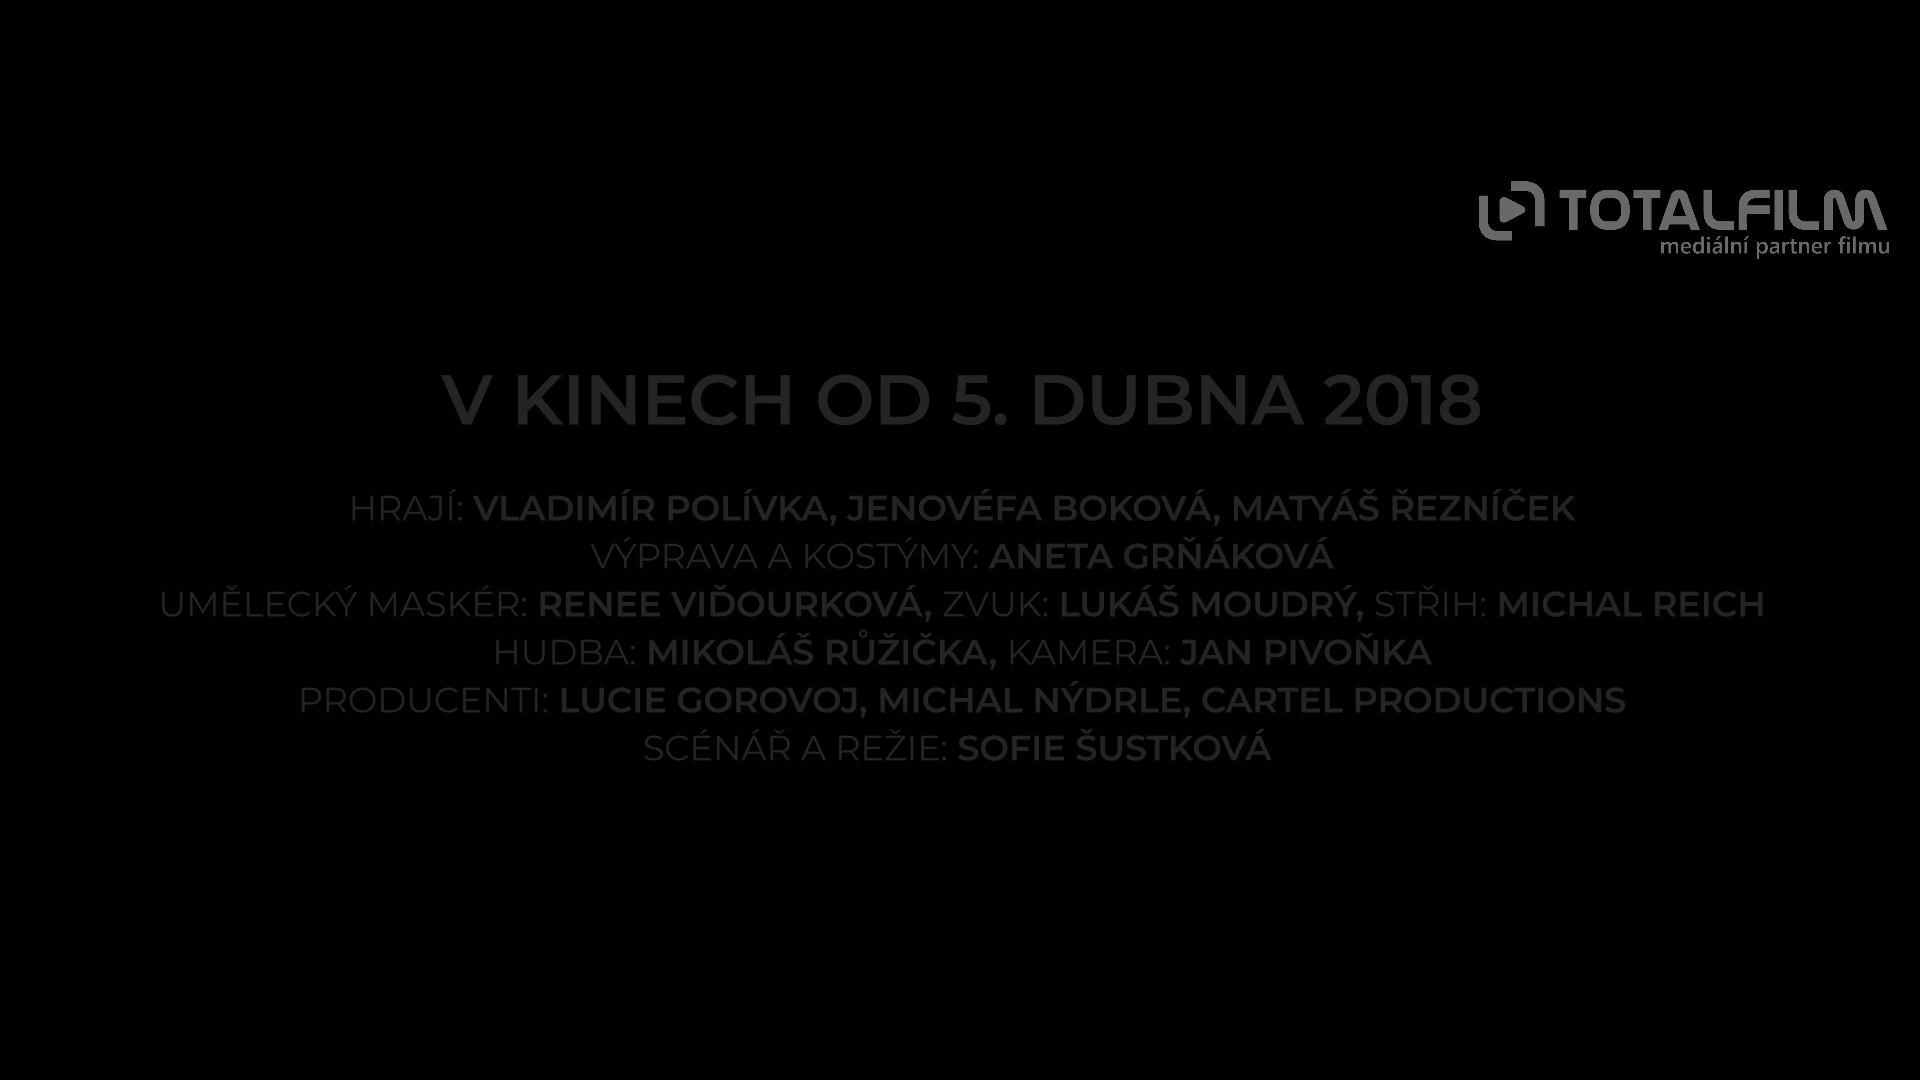 TOTALFILM
mediální partner filmu
V KINECH OD 5. DUBNA 2018
HRAJÍ: VLADIMÍR POLÍVKA, JENOVÉFA BOKOVÁ, MATYÁŠ ŘEZNÍČEK
VÝPRAVA A KOSTÝMY: ANETA GRŇÁKOVÁ
UMĚLECKÝ MASKÉR: RENEE VIĎOURKOVÁ, ZVUK: LUKÁŠ MOUDRÝ, STŘIH: MICHAL REICH
HUDBA: MIKOLÁŠ RŮŽIČKA, KAMERA: JAN PIVOŇKA
PRODUCENTI: LUCIE GOROVOJ, MICHAL NÝDRLE, CARTEL PRODUCTIONS
SCÉNÁŘ A REŽIE: SOFIE ŠUSTKOVÁ